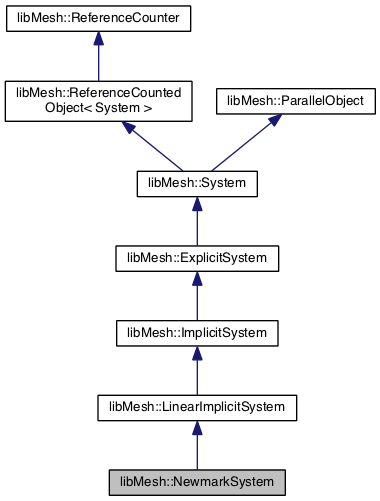 libMesh::ReferenceCounter
libMesh::ReferenceCounted
Object< System >
libMesh::ParallelObject
libMesh::System
libMesh::ExplicitSystem
libMesh::ImplicitSystem
libMesh::LinearImplicitSystem
libMesh::NewmarkSystem